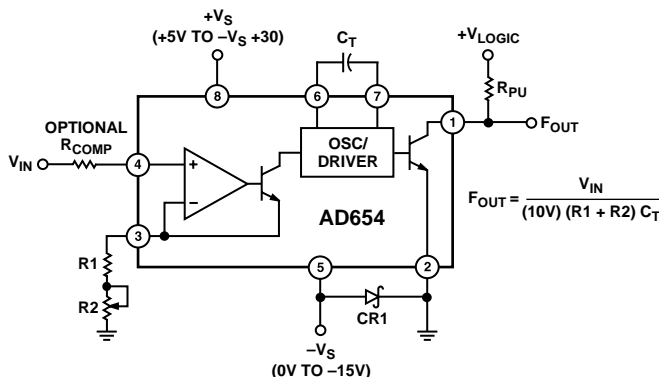 +VS
(+5V TO –VS +30)
CT
+VLOGIC
RPU
8
6
7
1
FOUT
OPTIONAL
RCOMP
VIN
4
+
–
OSC/
DRIVER
FOUT = VIN / (10V) (R1 + R2) CT
AD654
3
R1
R2
5
2
CR1
–VS
(0V TO –15V)